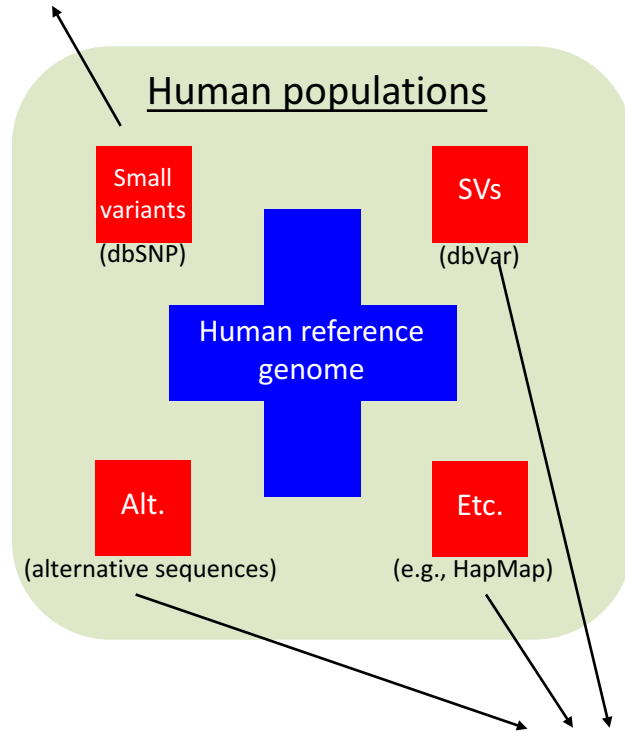 Human populations
Small
variants
(dbSNP)
SVs
(dbVar)
Human reference
genome
Alt.
(alternative sequences)
Etc.
(e.g., HapMap)